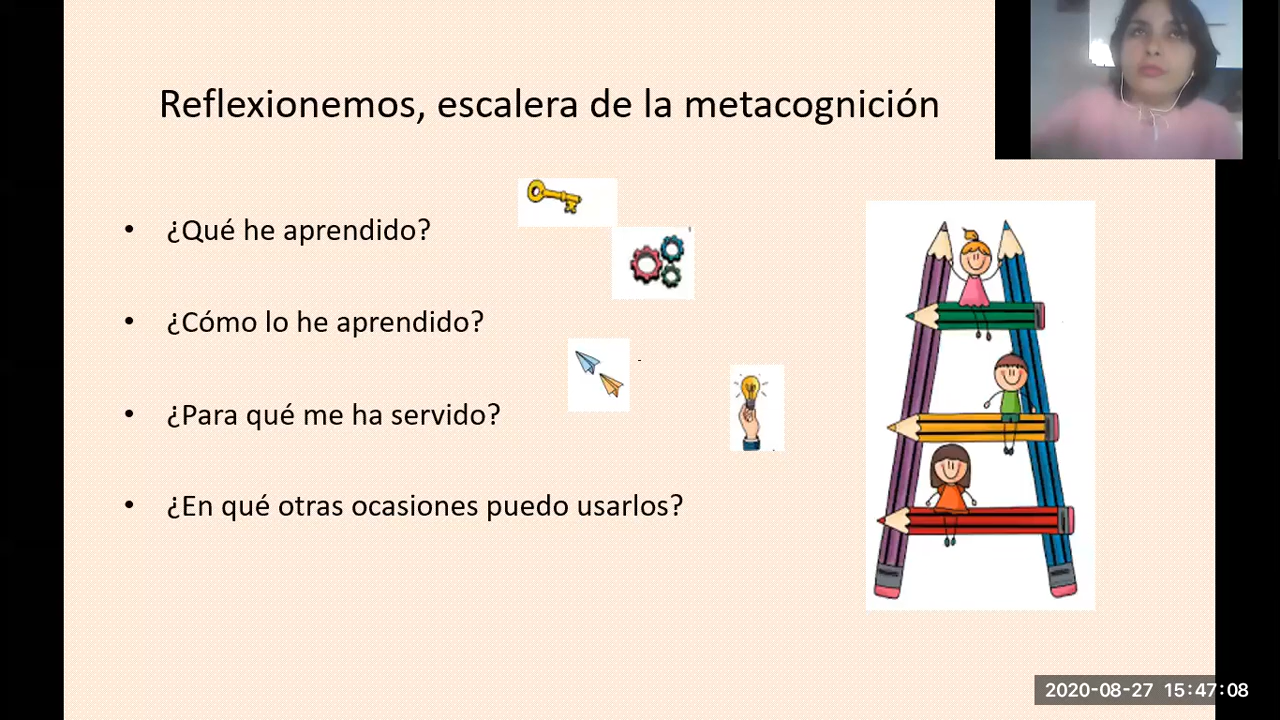 Reflexionemos, escalera de la metacognición
• ¿Qué he aprendido?
• ¿Cómo lo he aprendido?
• ¿Para qué me ha servido?
• ¿En qué otras ocasiones puedo usarlos?
2020-08-27 15:47:08